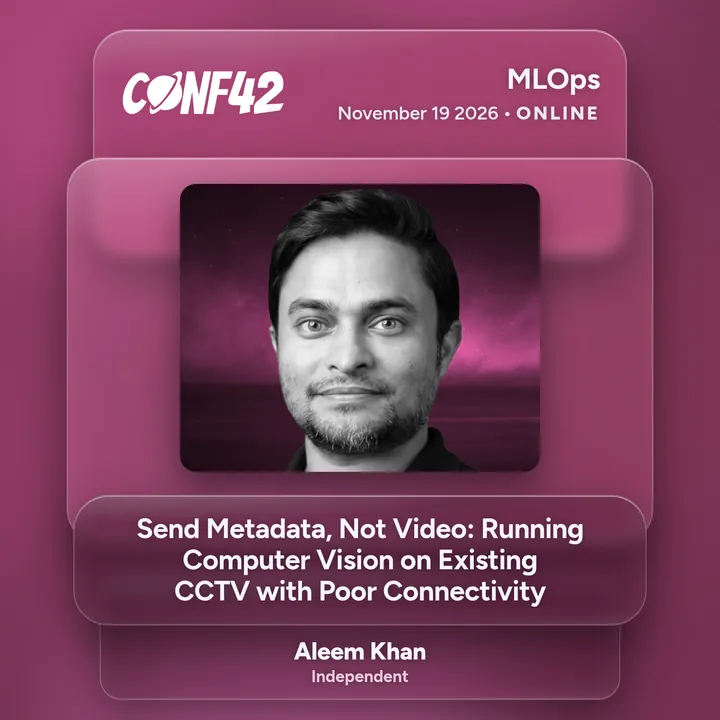 CONF42
MLOps
November 19 2026 • ONLINE
Send Metadata, Not Video: Running
Computer Vision on Existing
CCTV with Poor Connectivity
Aleem Khan
Independent